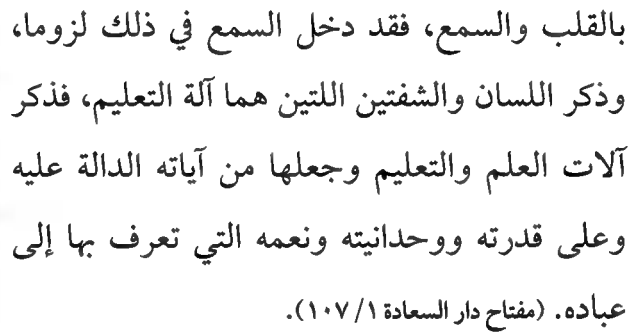 بالقلب والسمع، فقد دخل السمع في ذلك لزوما،
وذكر اللسان والشفتين اللتين هما آلة التعليم، فذكر
آلات العلم والتعليم وجعلها من آياته الدالة عليه
وعلى قدرته ووحدانيته ونعمه التي تعرف بها إلى
عباده. (مفتاح دار السعادة ١/ ١٠٧).